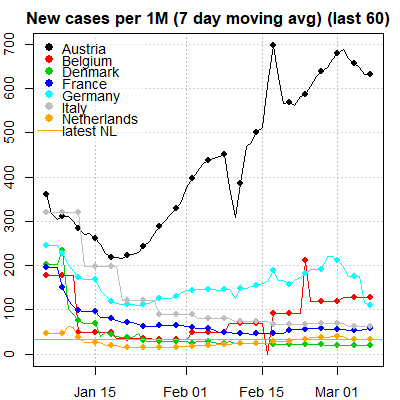 New cases per 1M (7 day moving avg) (last 60)
700
600
500
400
300
200
100
0
Austria
Belgium
Denmark
France
Germany
Italy
Netherlands
latest NL
Jan 15 Feb 01 Feb 15 Mar 01